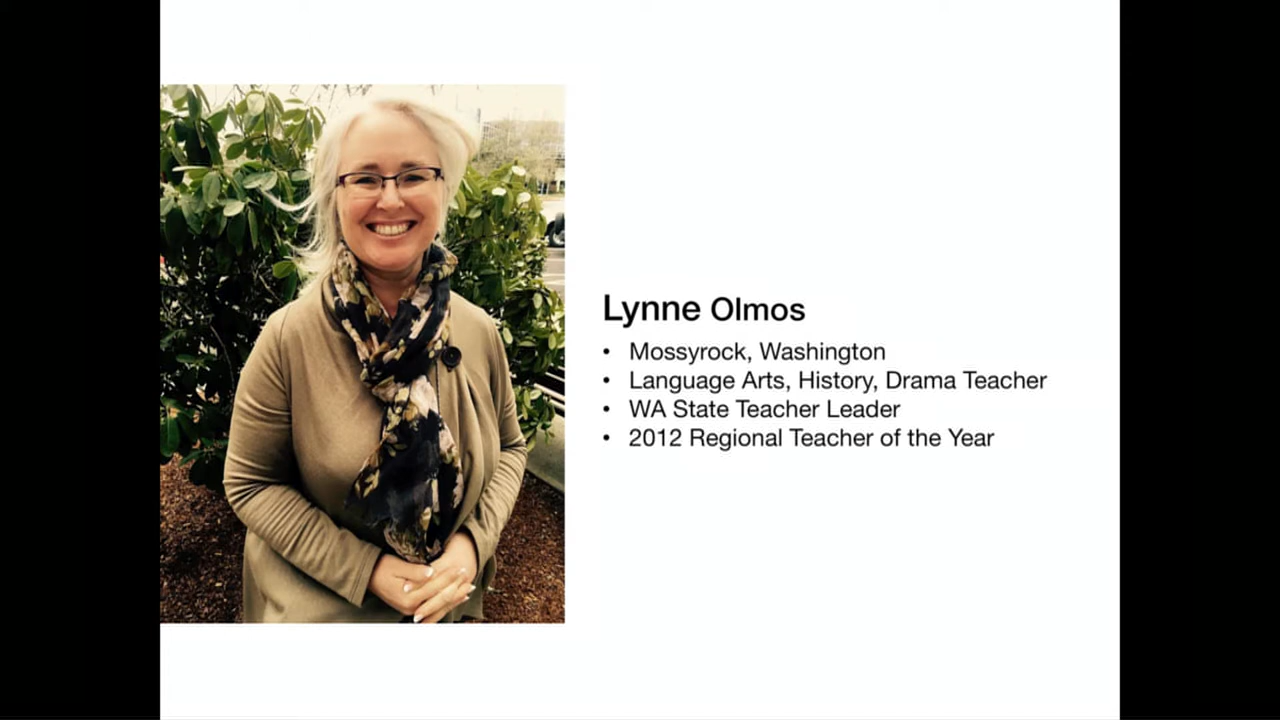 Lynne Olmos
• Mossyrock, Washington
• Language Arts, History, Drama Teacher
• WA State Teacher Leader
• 2012 Regional Teacher of the Year